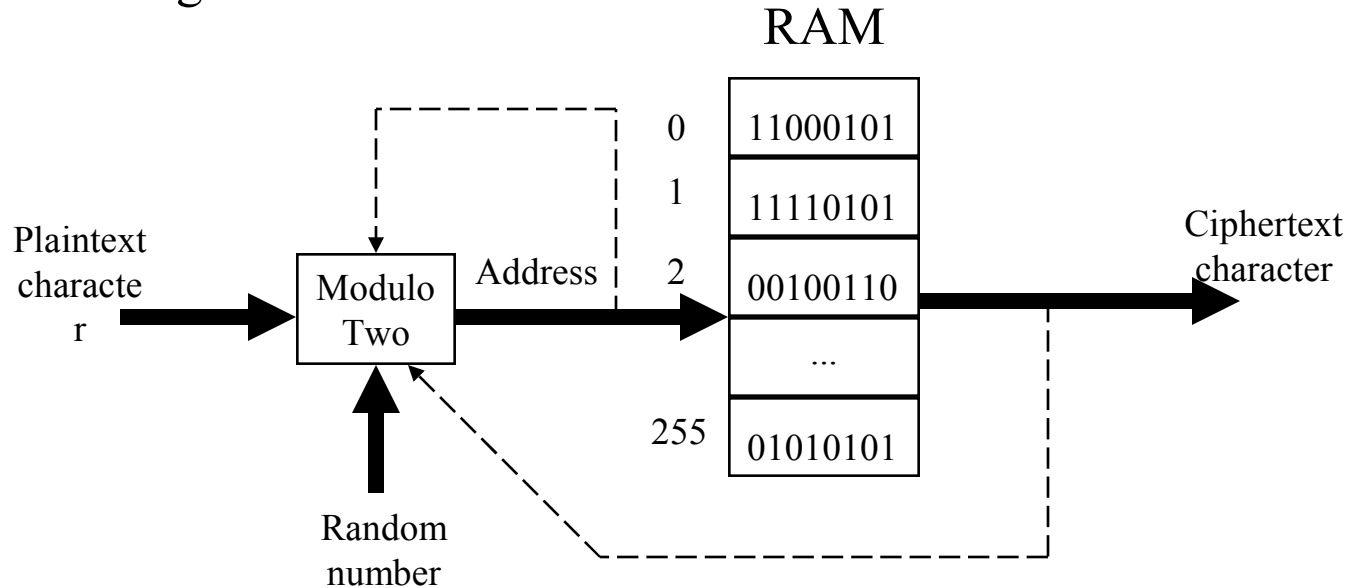 RAM
0 11000101
1 11110101
Plaintext
characte
r
Modulo
Two
Address
2 00100110
...
255 01010101
Ciphertext
character
Random
number